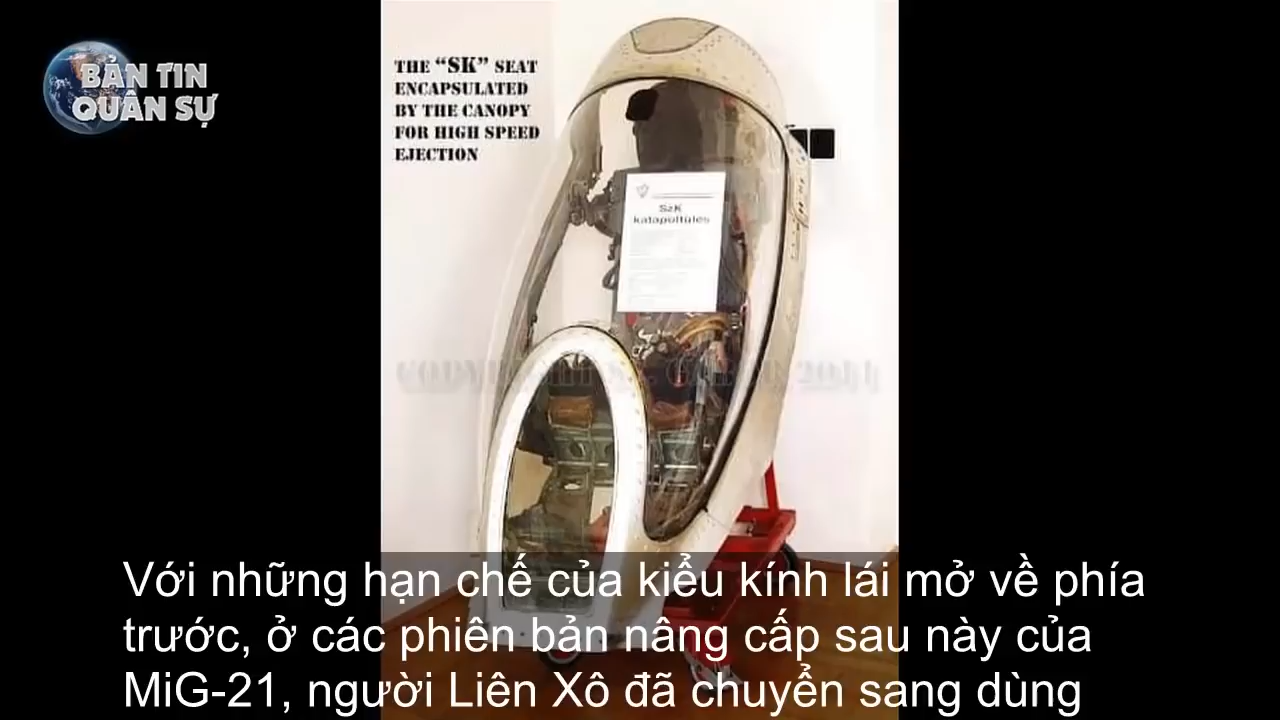 BẢN TIN
QUÂN SỰ
THE “SK” SEAT
ENCAPSULATED
BY THE CANOPY
FOR HIGH SPEED
EJECTION
SzK
katapultülés
2011
Với những hạn chế của kiểu kính lái mở về phía
trước, ở các phiên bản nâng cấp sau này của
MiG-21, người Liên Xô đã chuyển sang dùng